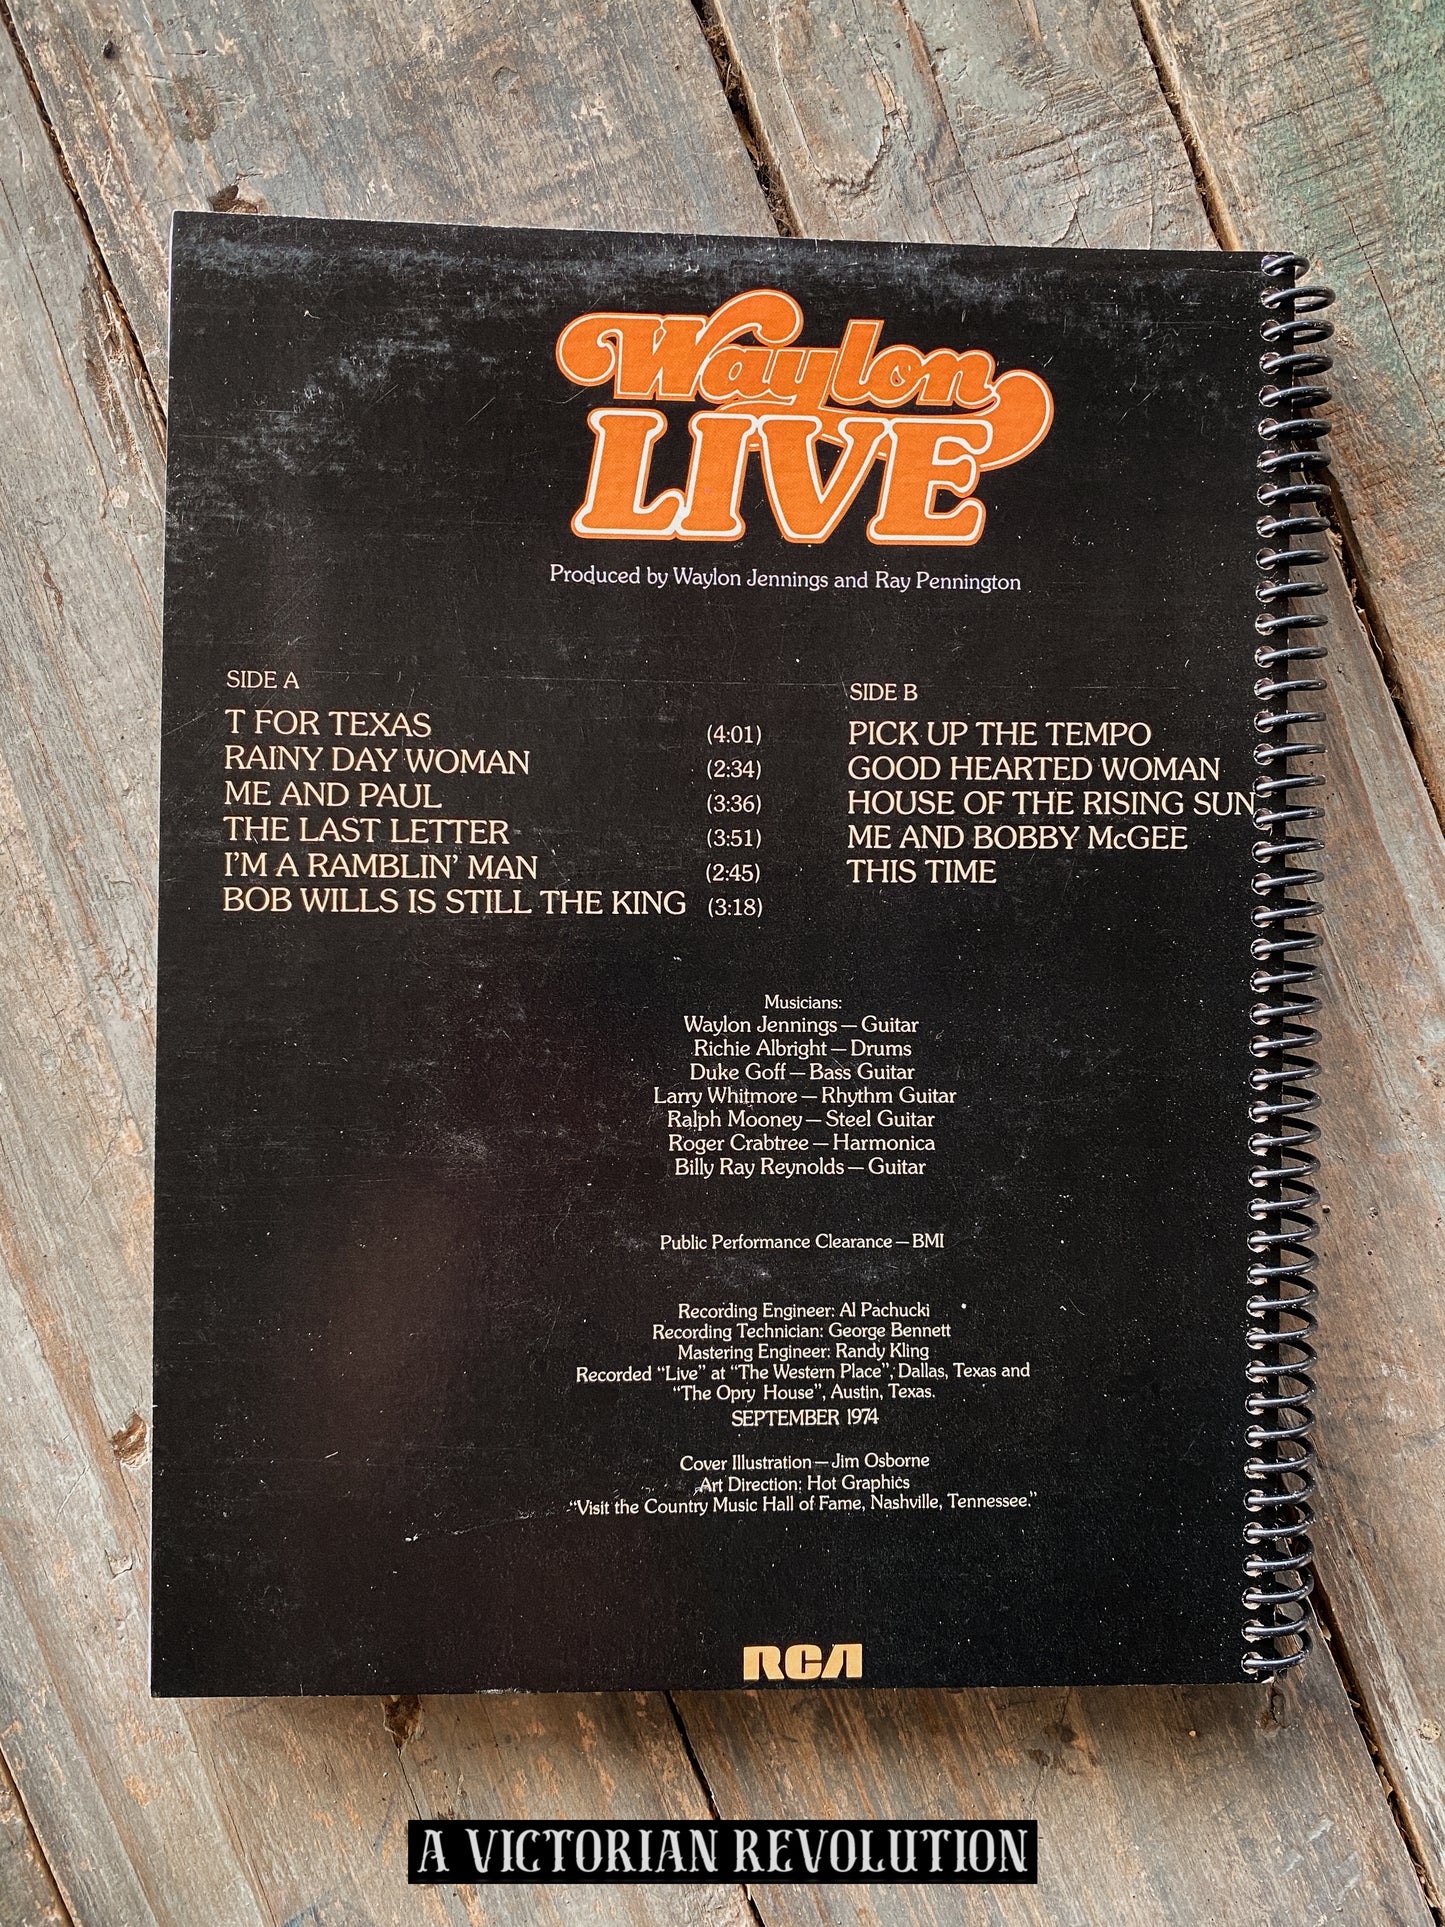 Waylon
LIVE
Produced by Waylon Jennings and Ray Pennington
SIDE A
T FOR TEXAS (4:01)
RAINY DAY WOMAN (2:34)
ME AND PAUL (3:36)
THE LAST LETTER (3:51)
I'M A RAMBLIN' MAN (2:45)
BOB WILLS IS STILL THE KING (3:18)
SIDE B
PICK UP THE TEMPO
GOOD HEARTED WOMAN
HOUSE OF THE RISING SUN
ME AND BOBBY McGEE
THIS TIME
Musicians:
Waylon Jennings — Guitar
Richie Albright — Drums
Duke Goff — Bass Guitar
Larry Whitmore — Rhythm Guitar
Ralph Mooney — Steel Guitar
Roger Crabtree — Harmonica
Billy Ray Reynolds — Guitar
Public Performance Clearance — BMI
Recording Engineer: Al Pachucki
Recording Technician: George Bennett
Mastering Engineer: Randy Kling
Recorded "Live" at "The Western Place", Dallas, Texas and
"The Opry House", Austin, Texas.
SEPTEMBER 1974
Cover Illustration — Jim Osborne
Art Direction: Hot Graphics
"Visit the Country Music Hall of Fame, Nashville, Tennessee."
RCA
A VICTORIAN REVOLUTION